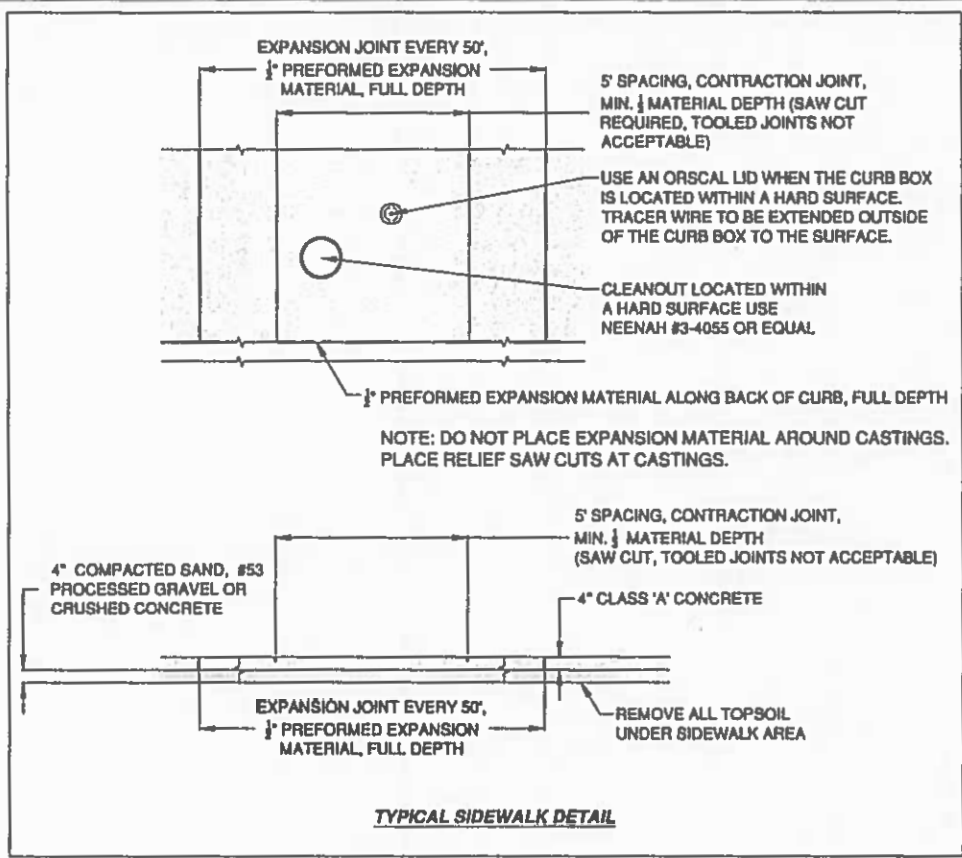 EXPANSION JOINT EVERY 50',
½" PREFORMED EXPANSION
MATERIAL, FULL DEPTH
5' SPACING, CONTRACTION JOINT,
MIN. MATERIAL DEPTH (SAW CUT
REQUIRED, TOOLED JOINTS NOT
ACCEPTABLE)
USE AN ORSCAL LID WHEN THE CURB BOX
IS LOCATED WITHIN A HARD SURFACE.
TRACER WIRE TO BE EXTENDED OUTSIDE
OF THE CURB BOX TO THE SURFACE.
CLEANOUT LOCATED WITHIN
A HARD SURFACE USE
NEENAH #3-4055 OR EQUAL
½" PREFORMED EXPANSION MATERIAL ALONG BACK OF CURB, FULL DEPTH
NOTE: DO NOT PLACE EXPANSION MATERIAL AROUND CASTINGS.
PLACE RELIEF SAW CUTS AT CASTINGS.
5' SPACING, CONTRACTION JOINT,
MIN. MATERIAL DEPTH
(SAW CUT, TOOLED JOINTS NOT ACCEPTABLE)
4" COMPACTED SAND, #53
PROCESSED GRAVEL OR
CRUSHED CONCRETE
4" CLASS 'A' CONCRETE
EXPANSION JOINT EVERY 50',
½" PREFORMED EXPANSION
MATERIAL, FULL DEPTH
REMOVE ALL TOPSOIL
UNDER SIDEWALK AREA
TYPICAL SIDEWALK DETAIL